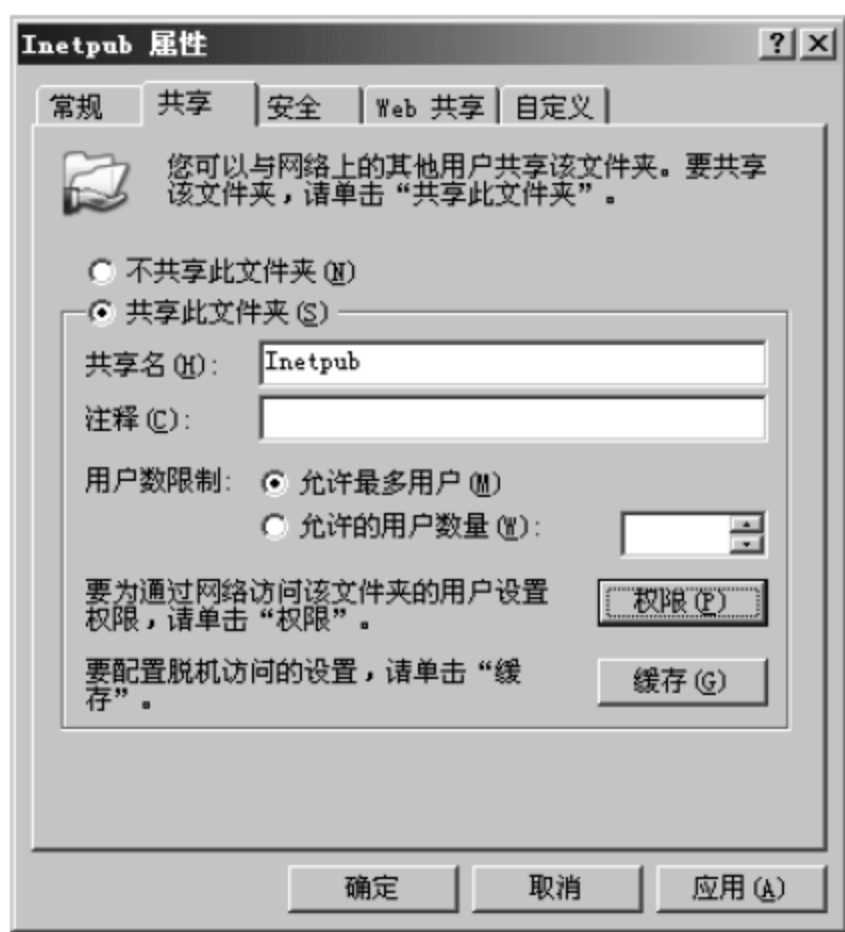 Inetpub 属性
常规 共享 安全 Web 共享 自定义
您可以与网络上的其他用户共享该文件夹。要共享
该文件夹，请单击“共享此文件夹”。
不共享此文件夹(N)
共享此文件夹(S)
共享名(H): Inetpub
注释(C):
用户数限制: 允许最多用户(M)
允许的用户数量(W):
要为通过网络访问该文件夹的用户设置
权限，请单击“权限”。
权限(P)
要配置脱机访问的设置，请单击“缓
存”。
缓存(G)
确定 取消 应用(A)